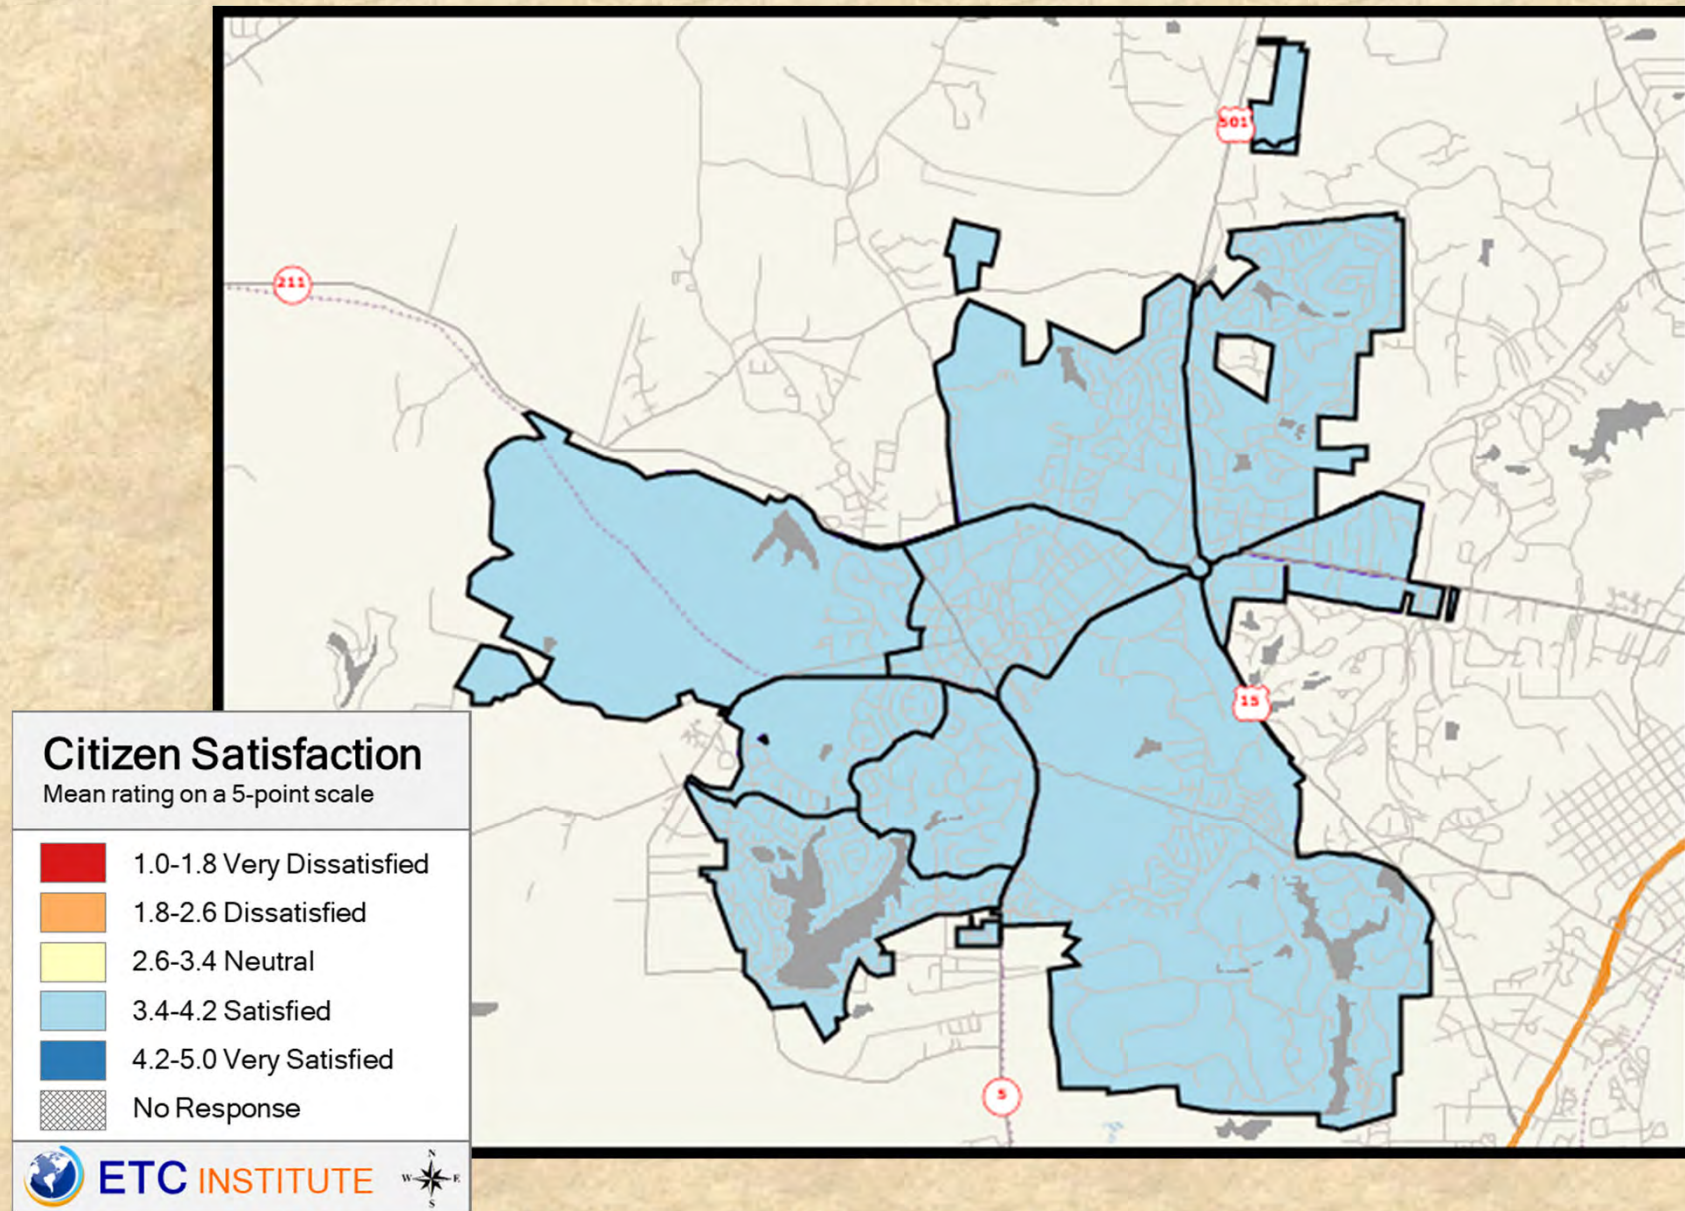 501
211
15
5
Citizen Satisfaction
Mean rating on a 5-point scale
1.0-1.8 Very Dissatisfied
1.8-2.6 Dissatisfied
2.6-3.4 Neutral
3.4-4.2 Satisfied
4.2-5.0 Very Satisfied
No Response
ETC INSTITUTE
N
W E
S